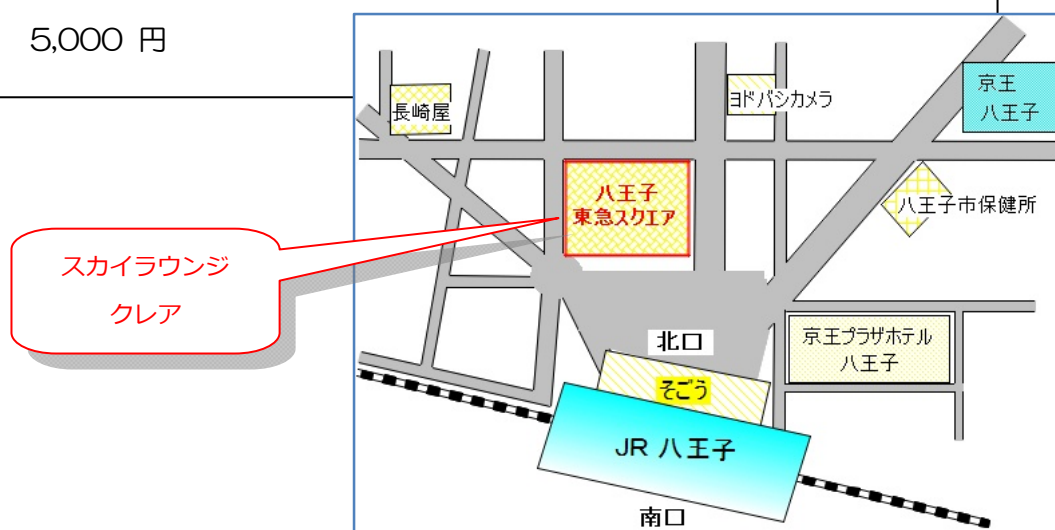 5,000 円
長崎屋
ヨドバシカメラ
京王
八王子
八王子
東急スクエア
八王子市保健所
スカイラウンジ
クレア
北口
京王プラザホテル
八王子
そごう
JR 八王子
南口